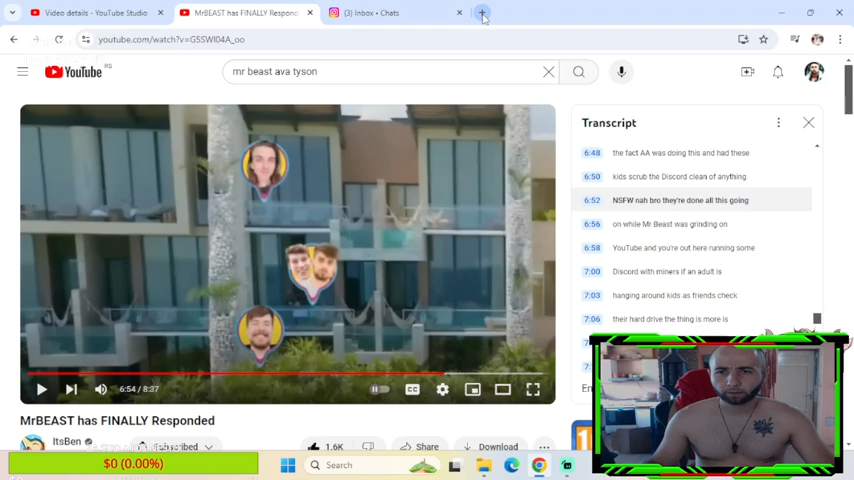 Video details - YouTube Studio
MrBEAST has FINALLY Respond
(3) Inbox • Chats
youtube.com/watch?v=G5SWI04A_oo
YouTube RS
mr beast ava tyson
Transcript
6:48 the fact AA was doing this and had these
6:50 kids scrub the Discord clean of anything
6:52 NSFW nah bro they're done all this going
6:56 on while Mr Beast was grinding on
6:58 YouTube and you're out here running some
7:00 Discord with miners if an adult is
7:03 hanging around kids as friends check
7:06 their hard drive the thing is more is
6:54 / 8:37
MrBEAST has FINALLY Responded
ItsBen
1.6K
Share
Download
$0 (0.00%)
Search